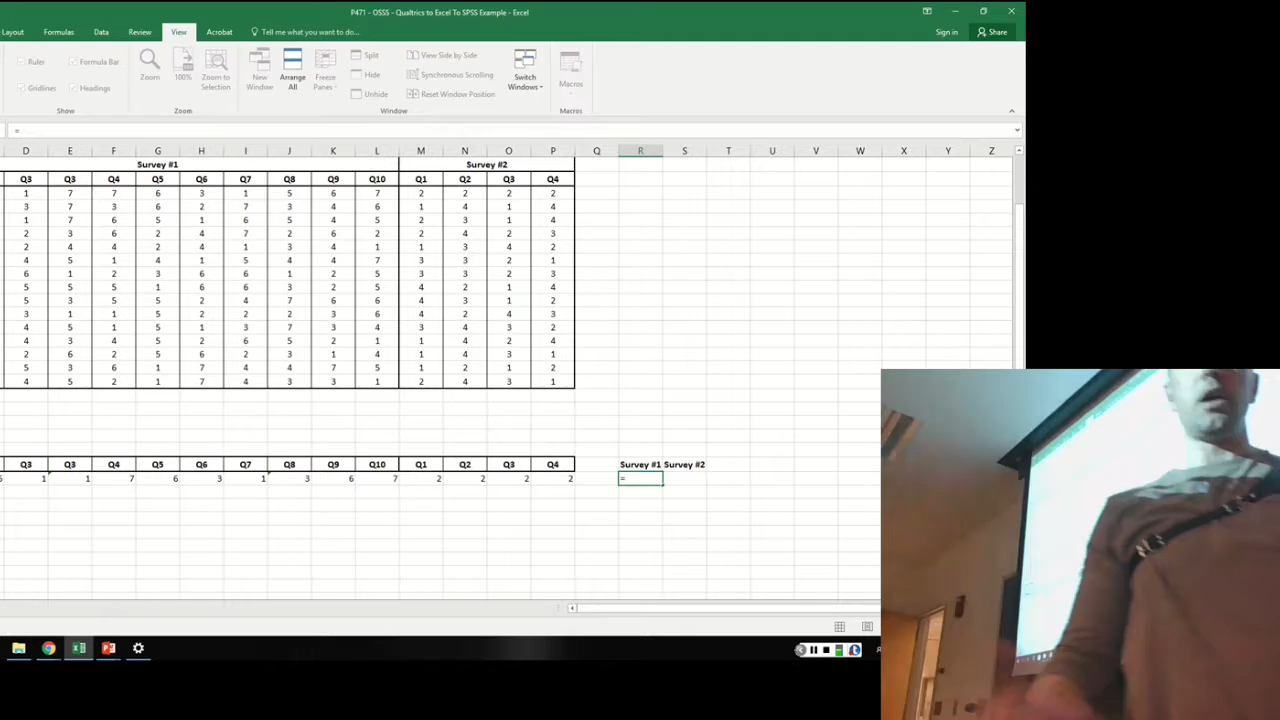 P471 - OSSS - Qualtrics to Excel To SPSS Example - Excel
Layout Formulas Data Review View Acrobat Tell me what you want to do... Sign in Share
Ruler Formula Bar
Gridlines Headings
Show
Zoom 100% Zoom to Selection
Zoom
New Window Arrange All Freeze Panes
Split
Hide
Unhide
View Side by Side
Synchronous Scrolling
Reset Window Position
Window
Switch Windows
Macros
Macros
=
D E F G H I J K L M N O P Q R S T U V W X Y Z
Survey #1 Survey #2
Q3 Q3 Q4 Q5 Q6 Q7 Q8 Q9 Q10 Q1 Q2 Q3 Q4
1 7 7 6 3 1 5 6 7 2 2 2 2
3 7 3 6 2 7 3 4 6 1 4 1 4
1 7 6 5 1 6 5 4 5 2 3 1 4
2 3 6 2 4 7 2 6 2 2 4 2 3
2 4 4 2 4 1 3 4 1 1 3 4 2
4 5 1 4 1 5 4 4 7 3 3 2 1
6 1 2 3 6 6 1 2 5 3 3 2 3
5 5 5 1 6 6 3 2 5 4 2 1 4
5 3 5 5 2 4 7 6 6 4 3 1 2
3 1 1 5 2 2 2 3 6 4 2 4 3
4 5 1 5 1 3 7 3 4 3 4 3 2
4 3 4 5 2 6 5 2 1 1 4 2 4
2 6 2 5 6 2 3 1 4 1 4 3 1
5 3 6 1 7 4 4 7 5 1 2 1 2
4 5 2 1 7 4 3 3 1 2 4 3 1
Q3 Q3 Q4 Q5 Q6 Q7 Q8 Q9 Q10 Q1 Q2 Q3 Q4 Survey #1 Survey #2
1 1 7 6 3 1 3 6 7 2 2 2 2 =